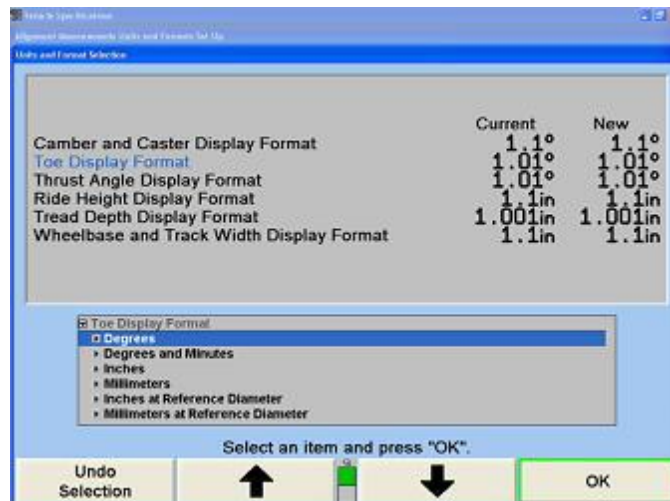 Vehicle Specifications
Alignment Measurements Units and Formats Set Up
Units and Format Selection
Current New
Camber and Caster Display Format 1.1° 1.1°
Toe Display Format 1.01° 1.01°
Thrust Angle Display Format 1.01° 1.01°
Ride Height Display Format 1.1in 1.1in
Tread Depth Display Format 1.001in 1.001in
Wheelbase and Track Width Display Format 1.1in 1.1in
Toe Display Format
Degrees
Degrees and Minutes
Inches
Millimeters
Inches at Reference Diameter
Millimeters at Reference Diameter
Select an item and press "OK".
Undo
Selection
OK